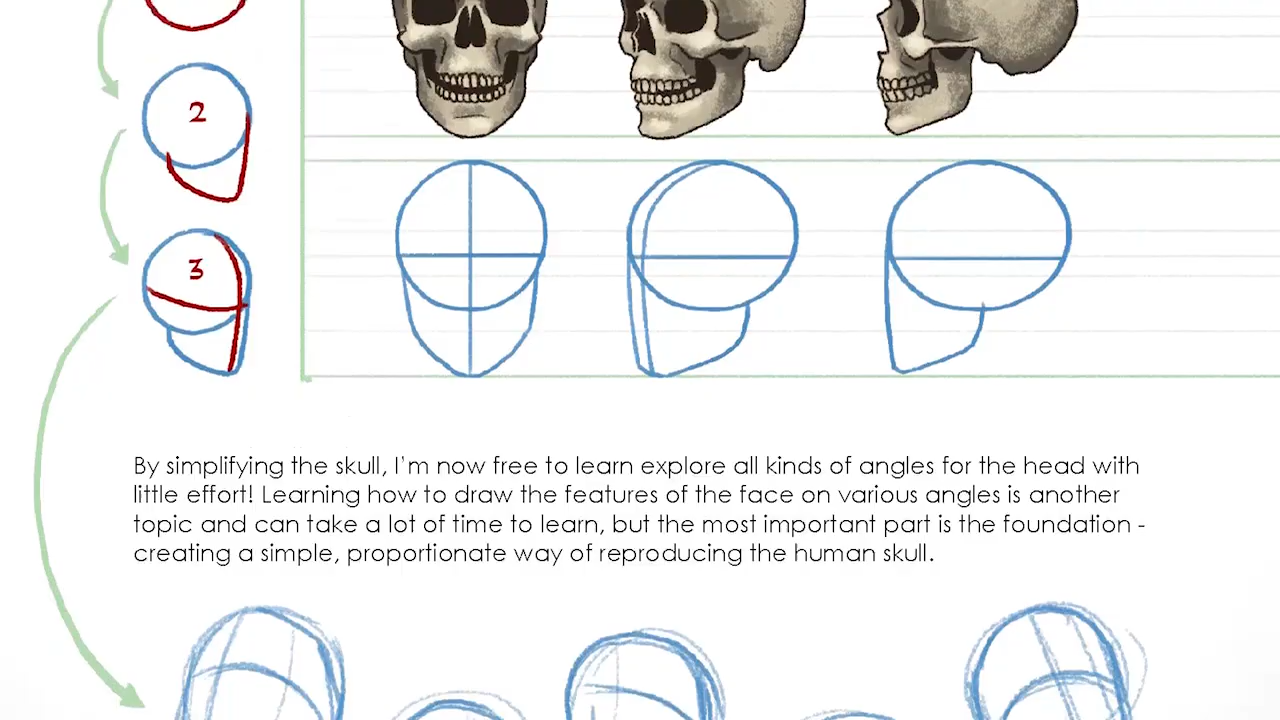 2
3
By simplifying the skull, I'm now free to learn explore all kinds of angles for the head with
little effort! Learning how to draw the features of the face on various angles is another
topic and can take a lot of time to learn, but the most important part is the foundation -
creating a simple, proportionate way of reproducing the human skull.